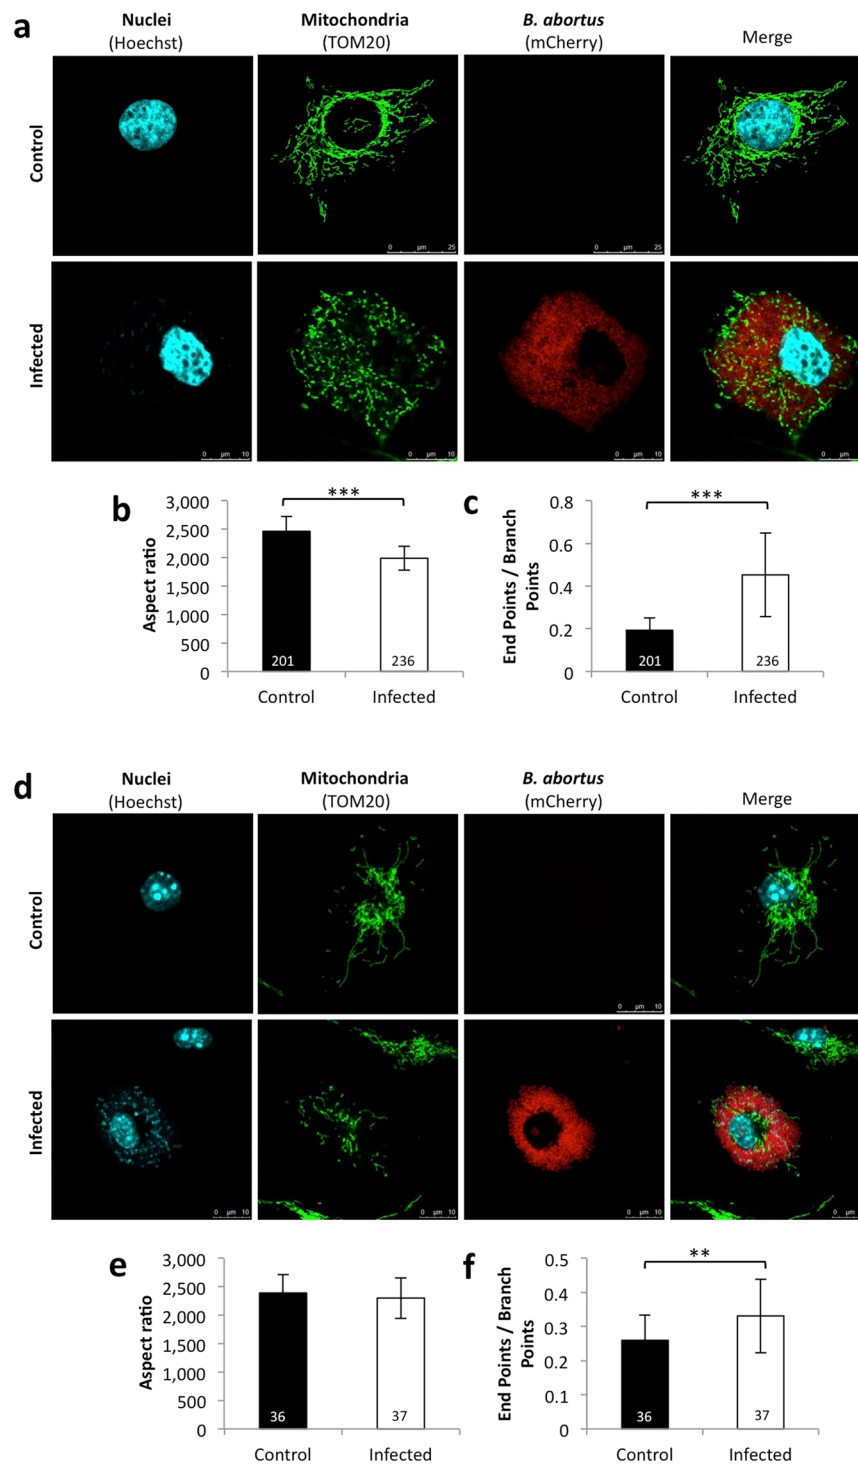 a
Nuclei
(Hoechst)
Mitochondria
(TOM20)
B. abortus
(mCherry)
Merge
Control
0 µm 25
0 µm 25
Infected
0 µm 10
0 µm 10
0 µm 10
0 µm 10
b
Aspect ratio
3,000
2,500
2,000
1,500
1,000
500
0
***
201
236
Control
Infected
c
End Points / Branch
Points
0.8
0.6
0.4
0.2
0
***
201
236
Control
Infected
d
Nuclei
(Hoechst)
Mitochondria
(TOM20)
B. abortus
(mCherry)
Merge
Control
0 µm 10
Infected
0 µm 10
0 µm 10
0 µm 10
0 µm 10
e
Aspect ratio
3,000
2,500
2,000
1,500
1,000
500
0
36
37
Control
Infected
f
End Points / Branch
Points
0.5
0.4
0.3
0.2
0.1
0
**
36
37
Control
Infected